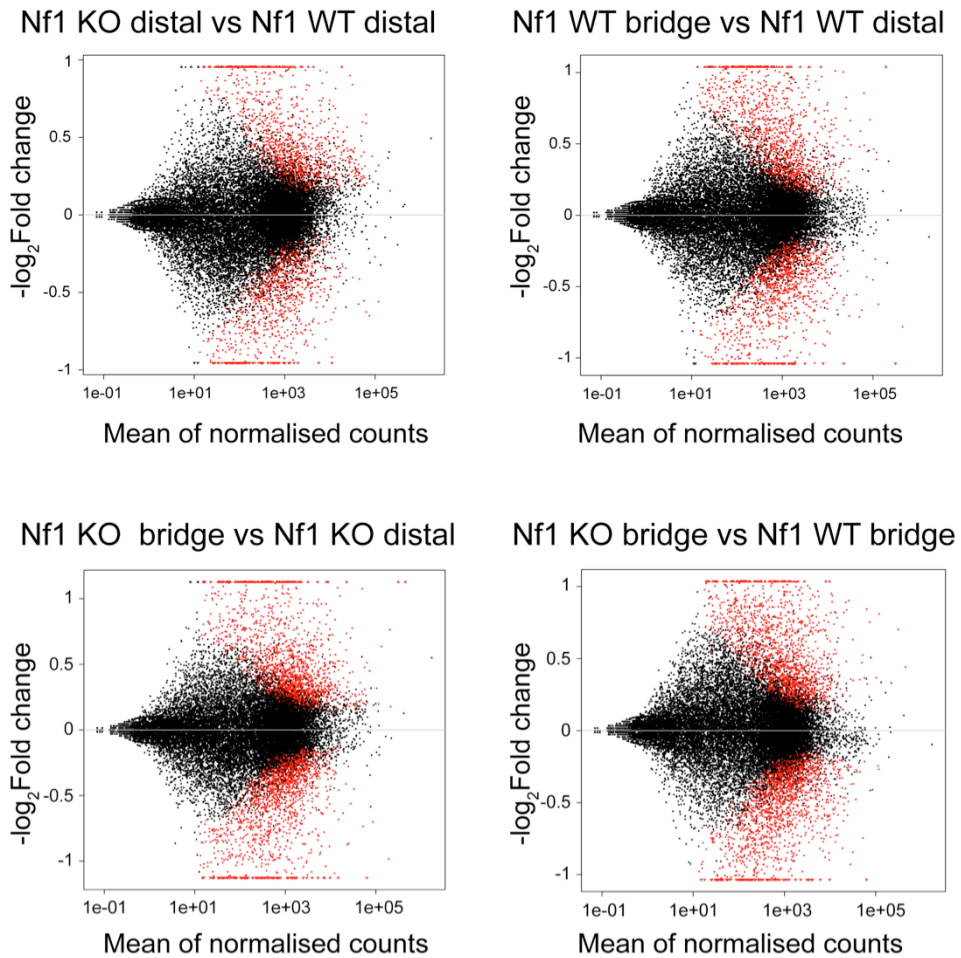 Nf1 KO distal vs Nf1 WT distal
Nf1 WT bridge vs Nf1 WT distal
-log2Fold change
1
0.5
0
-0.5
-1
1e-01 1e+01 1e+03 1e+05
Mean of normalised counts
-log2Fold change
1
0.5
0
-0.5
-1
1e-01 1e+01 1e+03 1e+05
Mean of normalised counts
Nf1 KO bridge vs Nf1 KO distal
Nf1 KO bridge vs Nf1 WT bridge
-log2Fold change
1
0.5
0
-0.5
-1
1e-01 1e+01 1e+03 1e+05
Mean of normalised counts
-log2Fold change
1
0.5
0
-0.5
-1
1e-01 1e+01 1e+03 1e+05
Mean of normalised counts